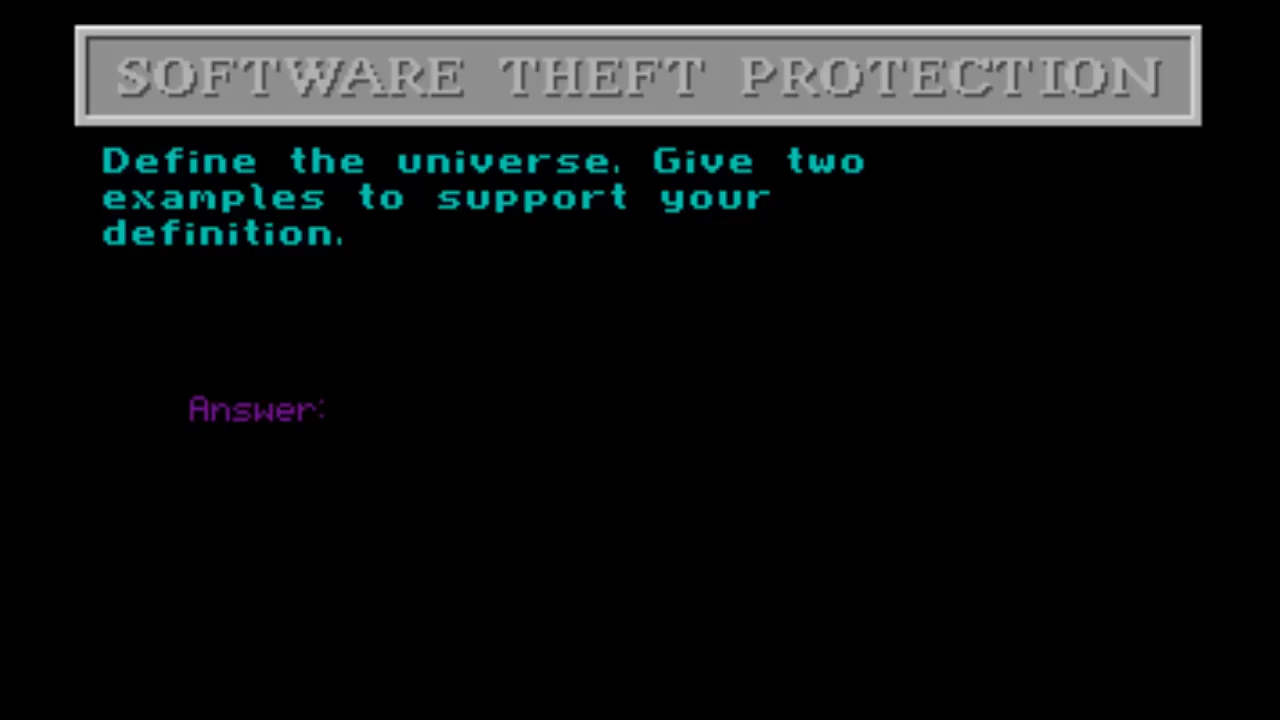 SOFTWARE THEFT PROTECTION
Define the universe. Give two
examples to support your
definition.
Answer: